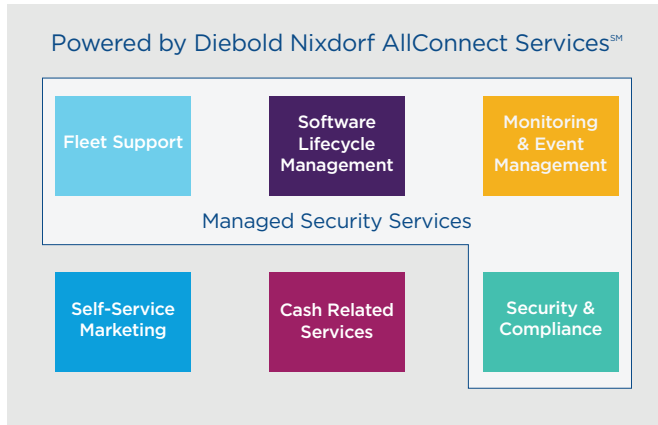 Powered by Diebold Nixdorf AllConnect Services℠
Fleet Support
Software
Lifecycle
Management
Monitoring
& Event
Management
Managed Security Services
Self-Service
Marketing
Cash Related
Services
Security &
Compliance